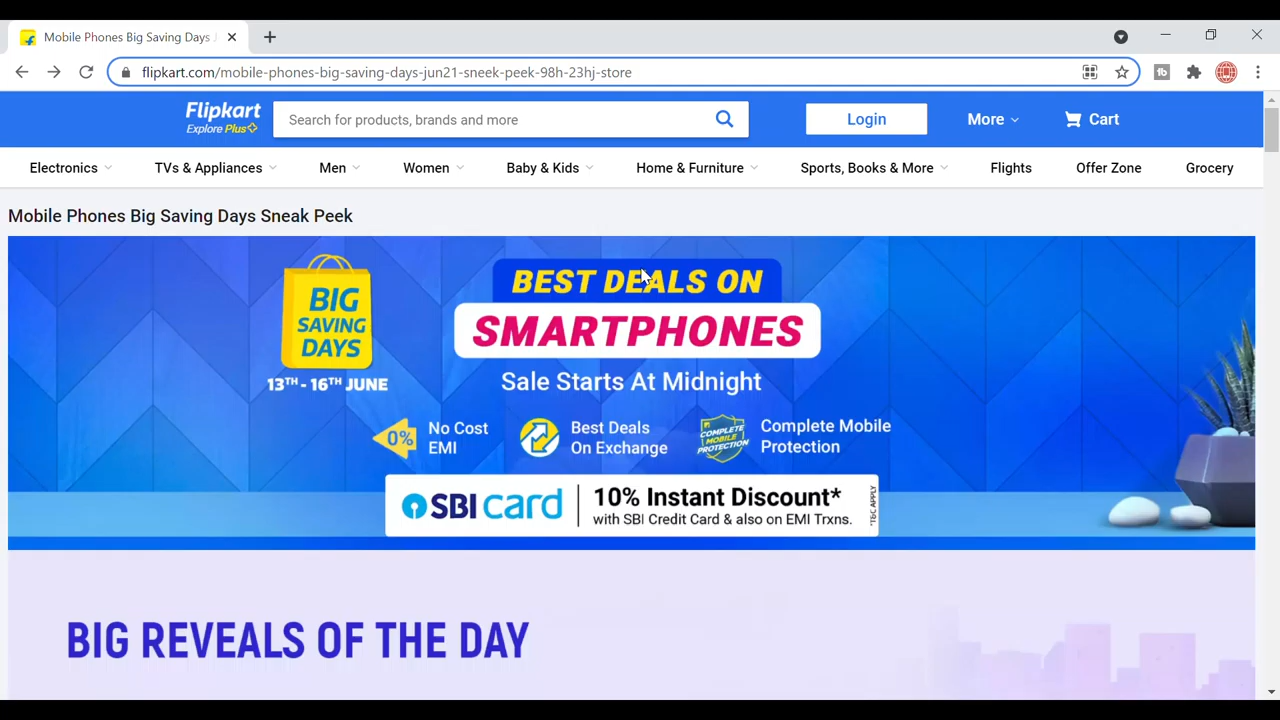 Mobile Phones Big Saving Days
flipkart.com/mobile-phones-big-saving-days-jun21-sneek-peek-98h-23hj-store
Flipkart
Explore Plus
Search for products, brands and more
Login
More
Cart
Electronics
TVs & Appliances
Men
Women
Baby & Kids
Home & Furniture
Sports, Books & More
Flights
Offer Zone
Grocery
Mobile Phones Big Saving Days Sneak Peek
BIG
SAVING
DAYS
13TH - 16TH JUNE
BEST DEALS ON
SMARTPHONES
Sale Starts At Midnight
0%
No Cost
EMI
Best Deals
On Exchange
COMPLETE
MOBILE
PROTECTION
Complete Mobile
Protection
SBI card
10% Instant Discount*
with SBI Credit Card & also on EMI Trxns.
*T&C APPLY
BIG REVEALS OF THE DAY